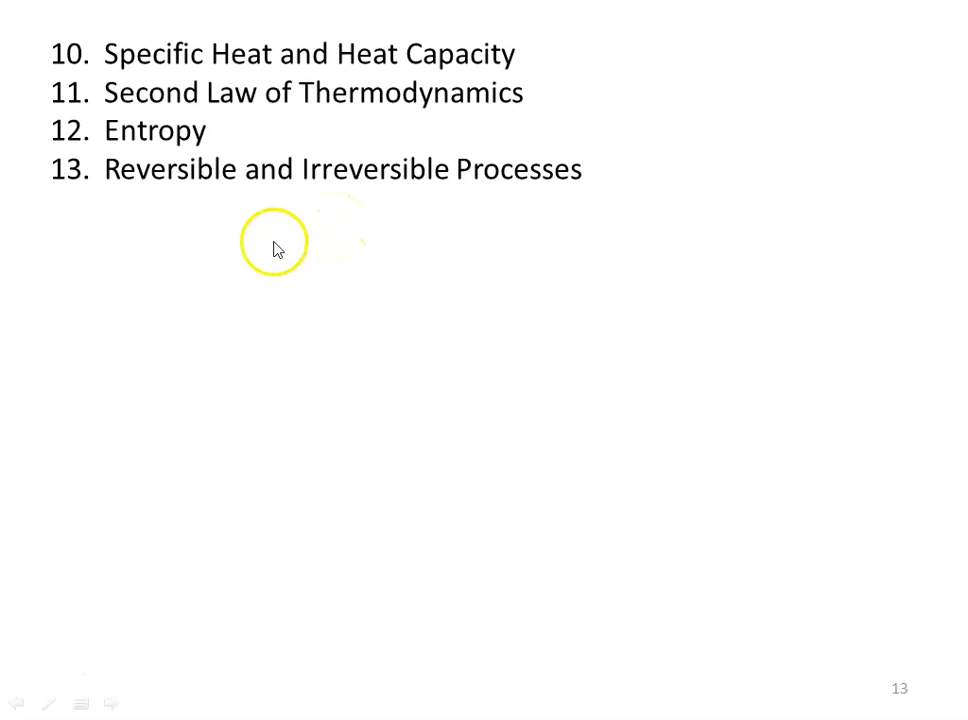 10. Specific Heat and Heat Capacity
11. Second Law of Thermodynamics
12. Entropy
13. Reversible and Irreversible Processes
13